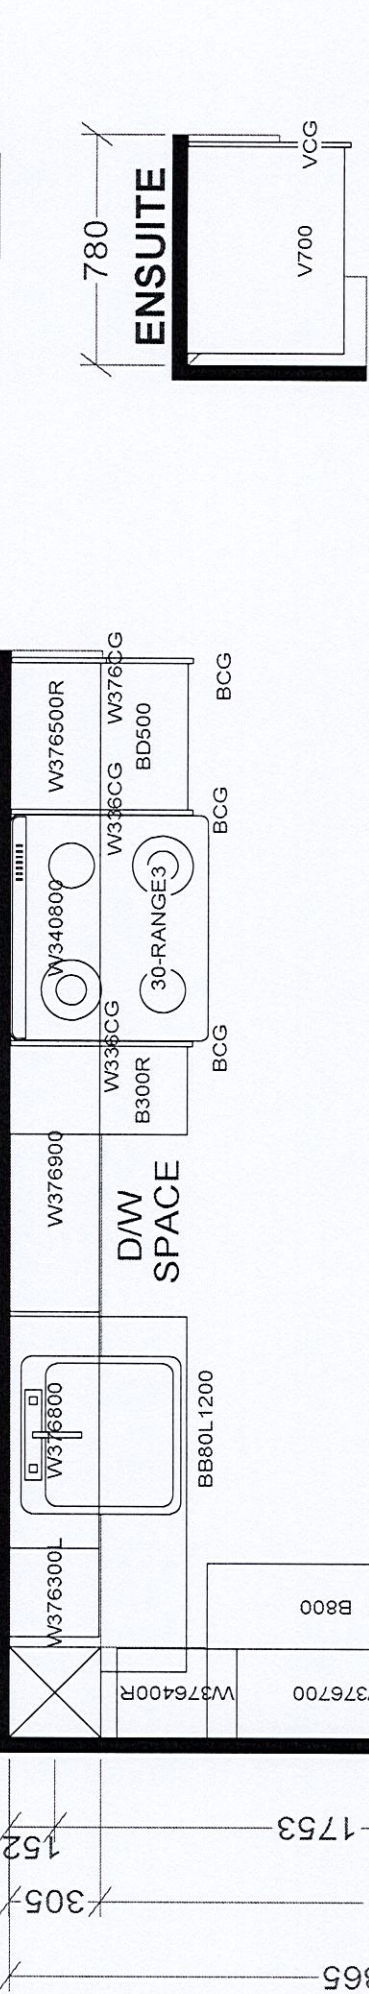 780
ENSUITE
VCG
V700
W376500R
W376CG
BD500
BCG
W336CG
BCG
W340800
30-RANGE3
W336CG
B300R
BCG
W376900
D/W
SPACE
W376800
BB80L1200
W376300L
B800
W376400R
376700
152
1753
305